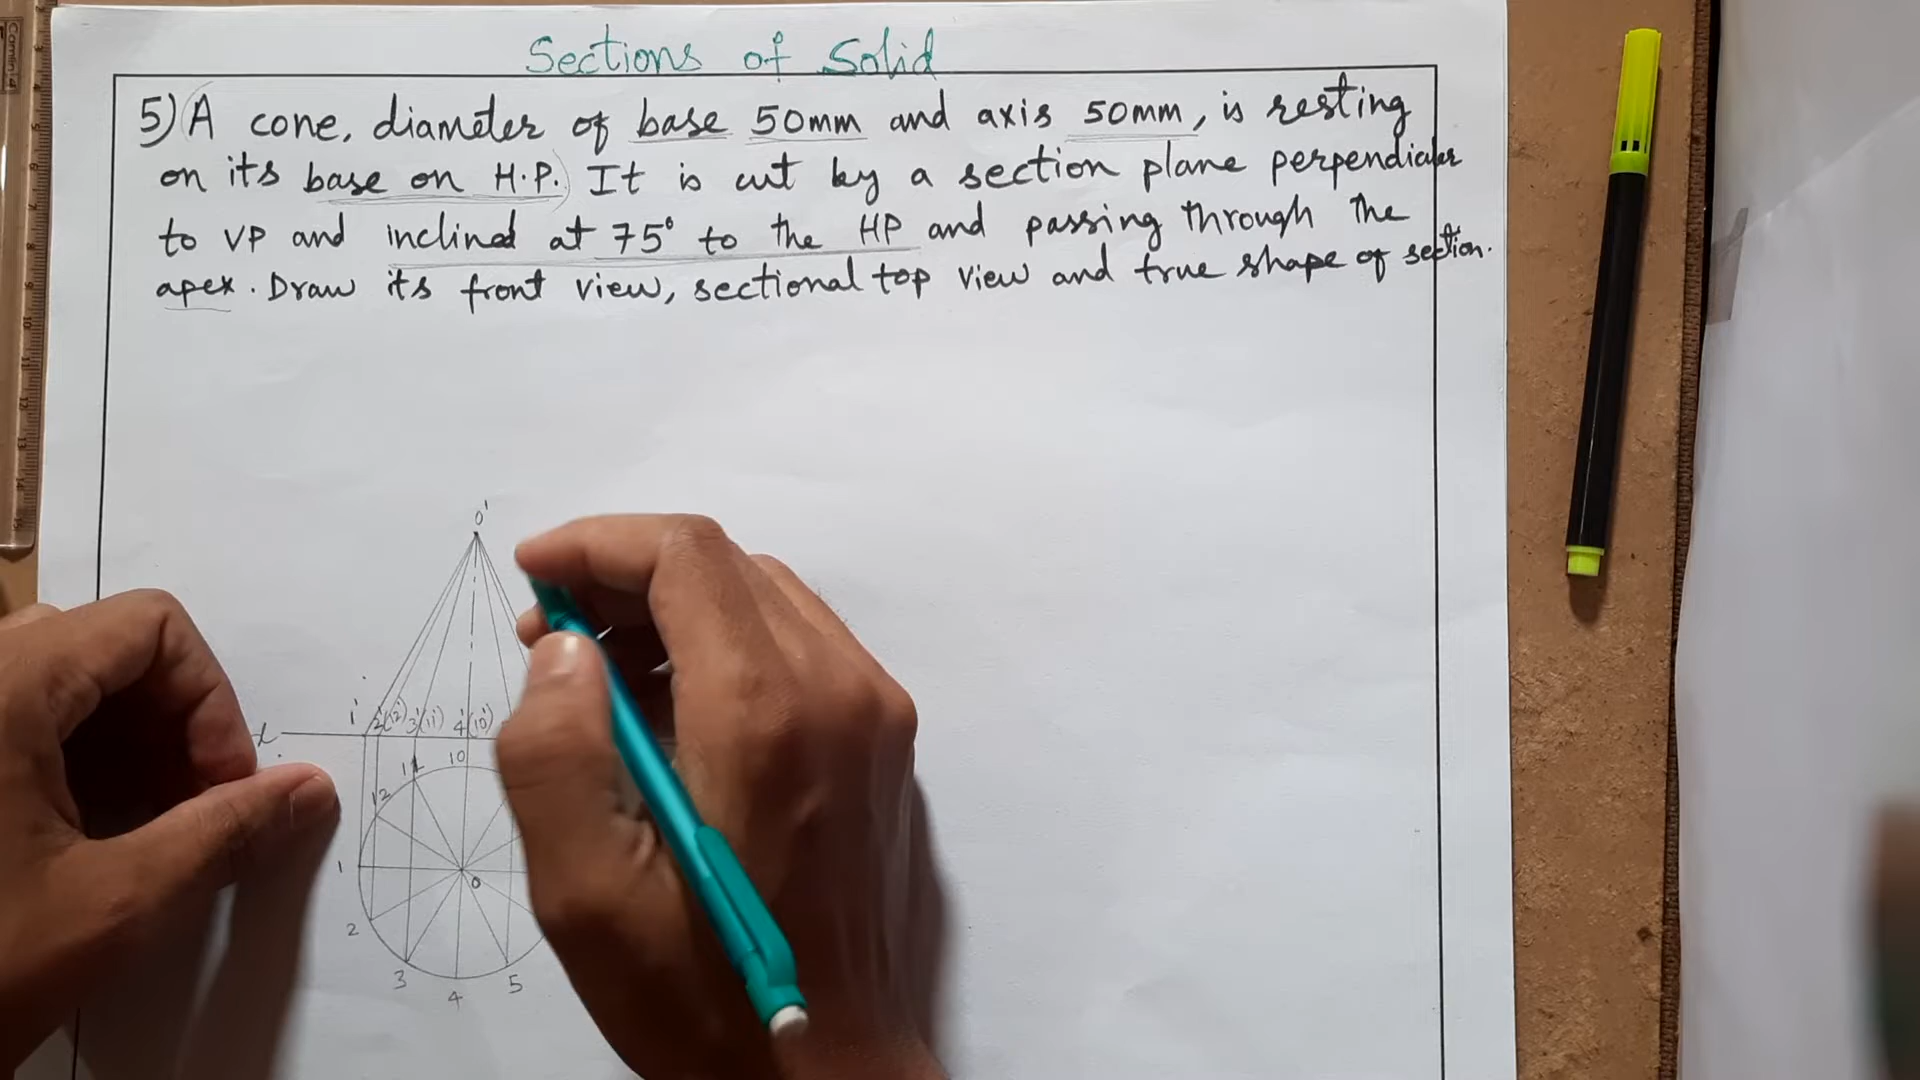 Sections of Solid
5) A cone, diameter of base 50mm and axis 50mm, is resting
on its base on H.P. It is cut by a section plane perpendicular
to VP and inclined at 75° to the HP and passing through the
apex. Draw its front view, sectional top view and true shape of section.
o'
1' 2'(12') 3'(11') 4'(10')
x
11 10
12
1 o
2
3 4 5